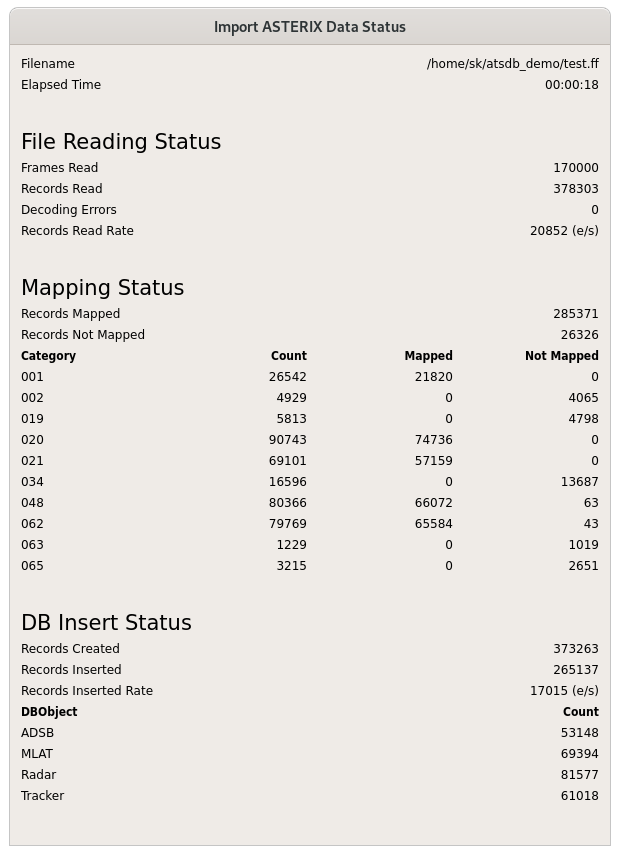 Import ASTERIX Data Status
Filename /home/sk/atsdb_demo/test.ff
Elapsed Time 00:00:18
File Reading Status
Frames Read 170000
Records Read 378303
Decoding Errors 0
Records Read Rate 20852 (e/s)
Mapping Status
Records Mapped 285371
Records Not Mapped 26326
Category Count Mapped Not Mapped
001 26542 21820 0
002 4929 0 4065
019 5813 0 4798
020 90743 74736 0
021 69101 57159 0
034 16596 0 13687
048 80366 66072 63
062 79769 65584 43
063 1229 0 1019
065 3215 0 2651
DB Insert Status
Records Created 373263
Records Inserted 265137
Records Inserted Rate 17015 (e/s)
DBObject Count
ADSB 53148
MLAT 69394
Radar 81577
Tracker 61018